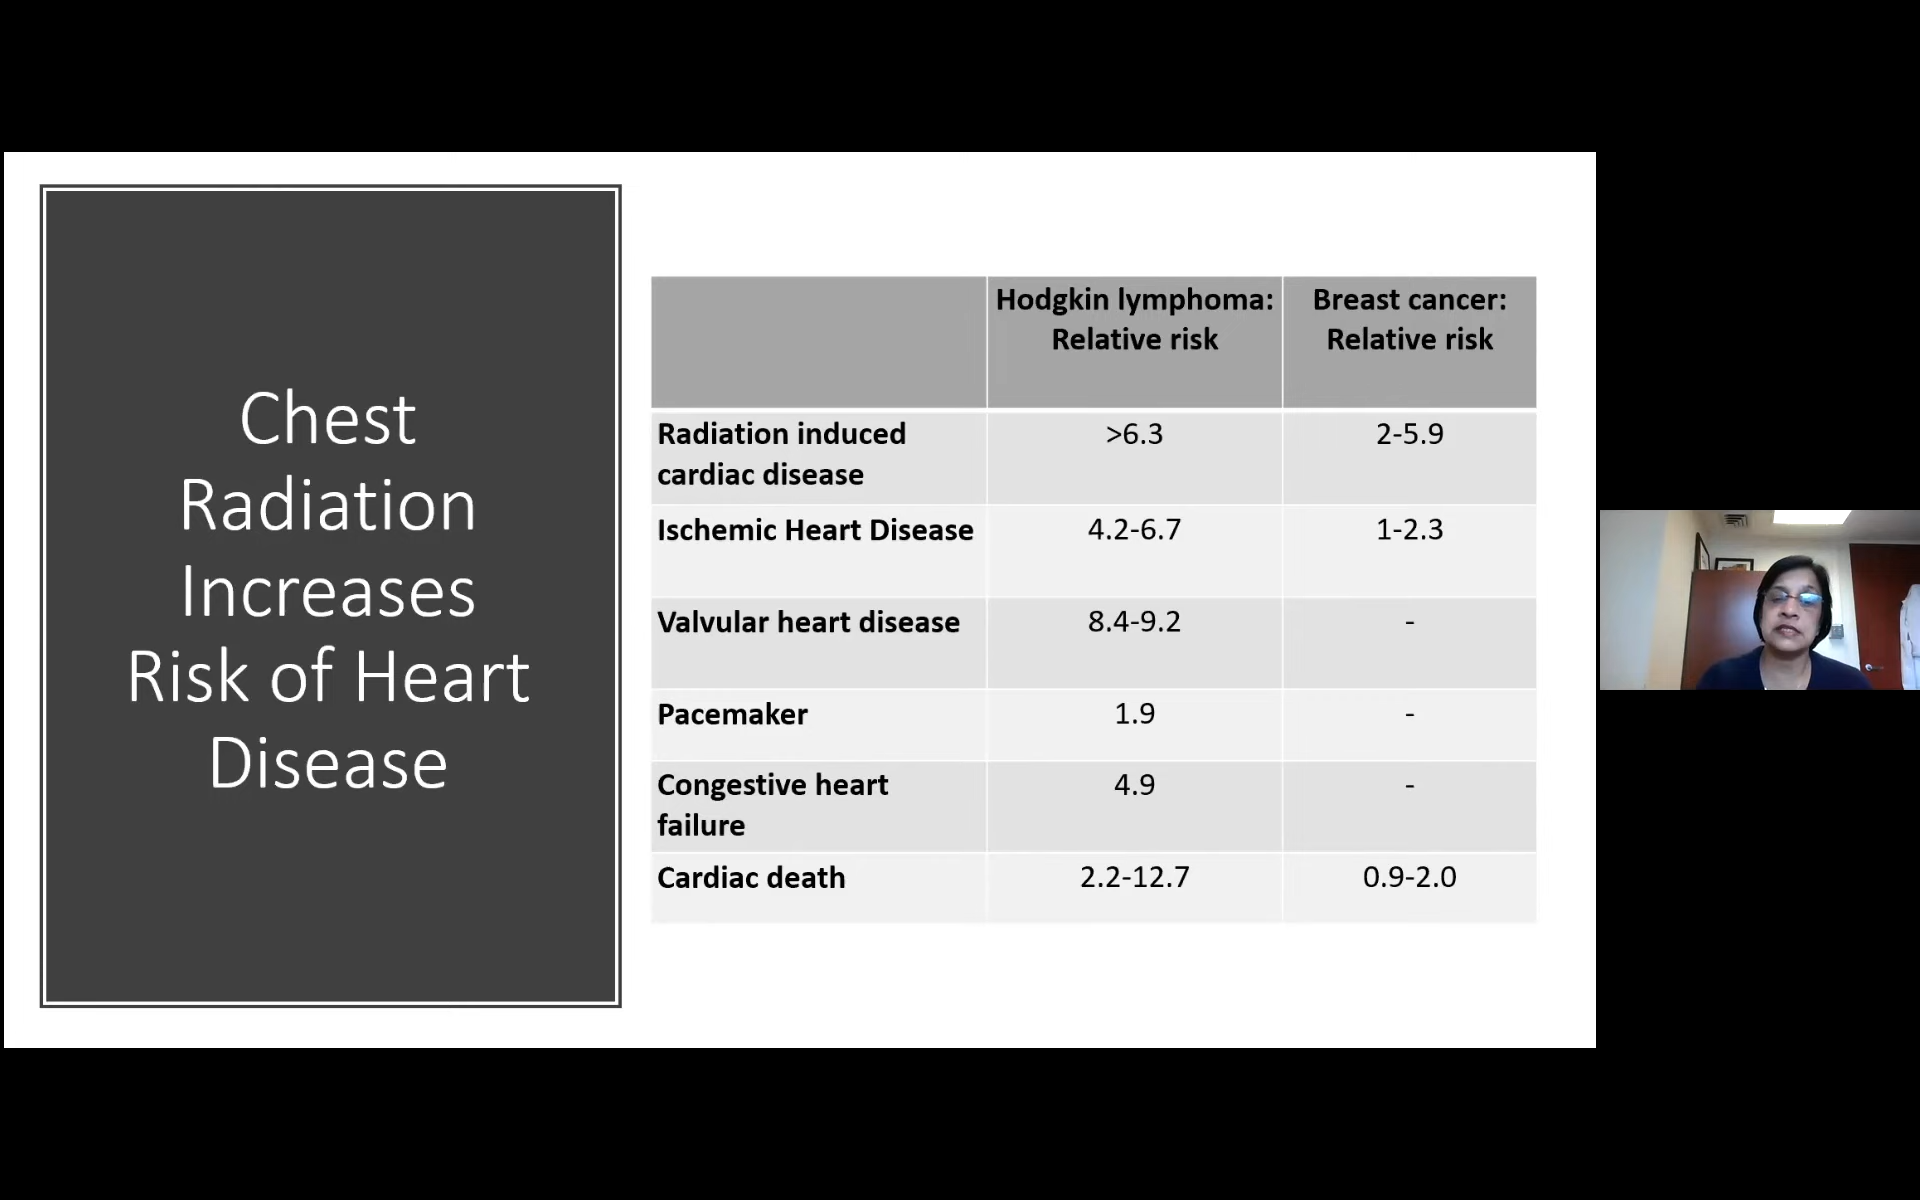 Chest
Radiation
Increases
Risk of Heart
Disease
Hodgkin lymphoma:
Relative risk
Breast cancer:
Relative risk
Radiation induced
cardiac disease
>6.3
2-5.9
Ischemic Heart Disease
4.2-6.7
1-2.3
Valvular heart disease
8.4-9.2
-
Pacemaker
1.9
-
Congestive heart
failure
4.9
-
Cardiac death
2.2-12.7
0.9-2.0